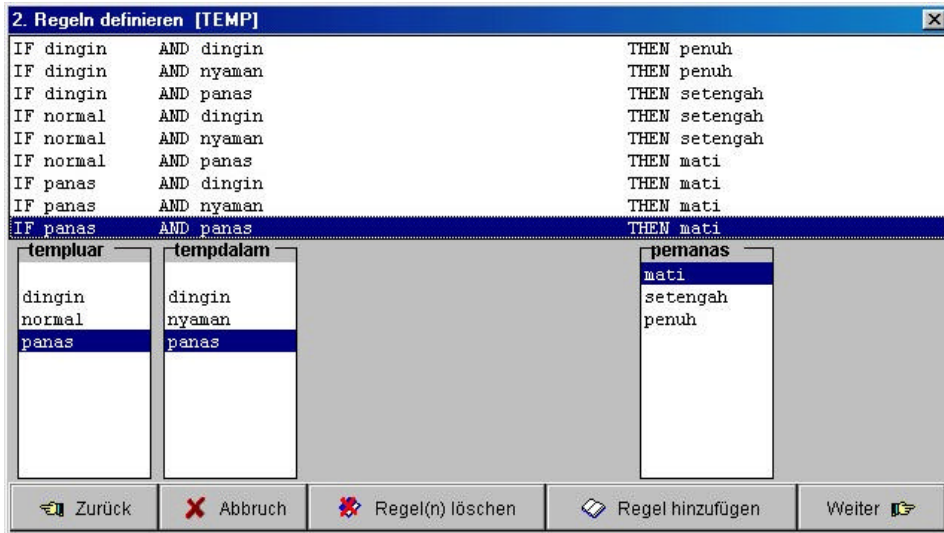 2. Regeln definieren [TEMP]
IF dingin AND dingin THEN penuh
IF dingin AND nyaman THEN penuh
IF dingin AND panas THEN setengah
IF normal AND dingin THEN setengah
IF normal AND nyaman THEN setengah
IF normal AND panas THEN mati
IF panas AND dingin THEN mati
IF panas AND nyaman THEN mati
IF panas AND panas THEN mati
templuar tempdalam pemanas
mati
dingin dingin setengah
normal nyaman penuh
panas panas
Zurück Abbruch Regel(n) löschen Regel hinzufügen Weiter